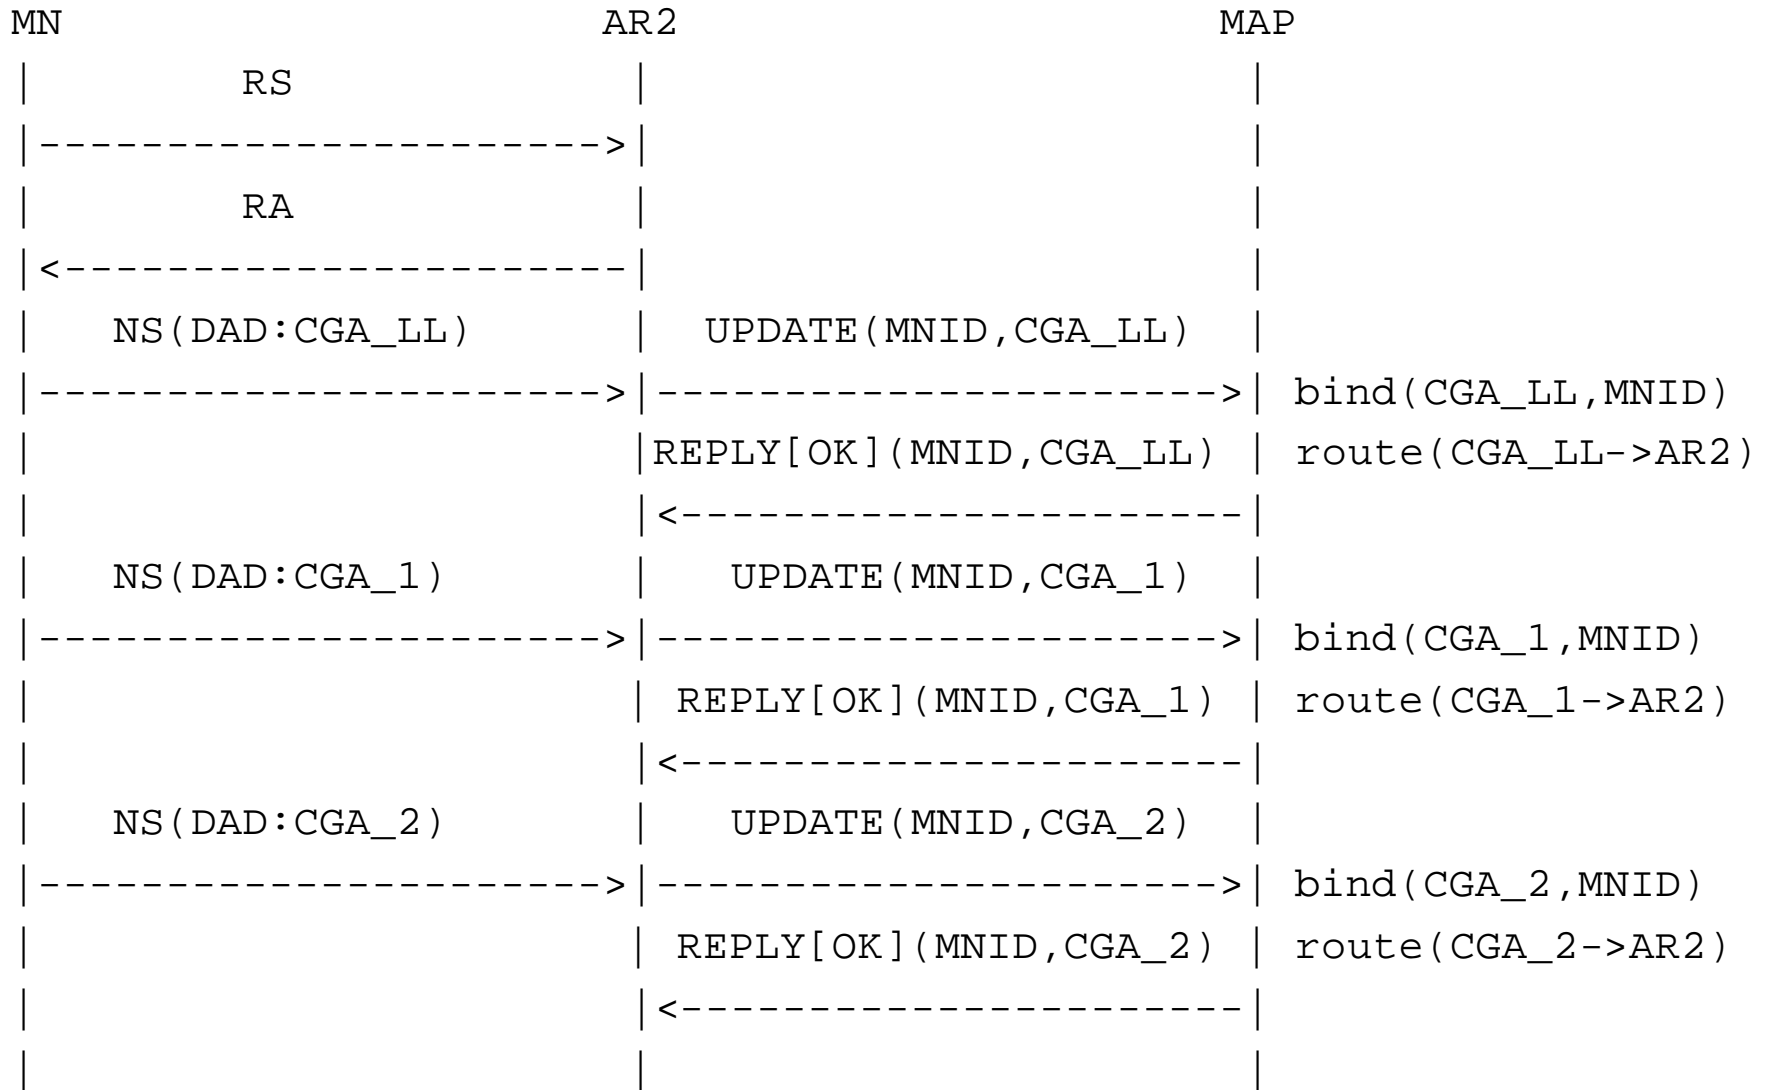 MN                     AR2                     MAP
|        RS             |                       |
|---------------------->|                       |
|        RA             |                       |
|<----------------------|                       |
|   NS(DAD:CGA_LL)      |  UPDATE(MNID,CGA_LL)  |
|---------------------->|---------------------->| bind(CGA_LL,MNID)
|                       |REPLY[OK](MNID,CGA_LL) | route(CGA_LL->AR2)
|                       |<----------------------|
|   NS(DAD:CGA_1)       |   UPDATE(MNID,CGA_1)  |
|---------------------->|---------------------->| bind(CGA_1,MNID)
|                       | REPLY[OK](MNID,CGA_1) | route(CGA_1->AR2)
|                       |<----------------------|
|   NS(DAD:CGA_2)       |   UPDATE(MNID,CGA_2)  |
|---------------------->|---------------------->| bind(CGA_2,MNID)
|                       | REPLY[OK](MNID,CGA_2) | route(CGA_2->AR2)
|                       |<----------------------|
|                       |                       |